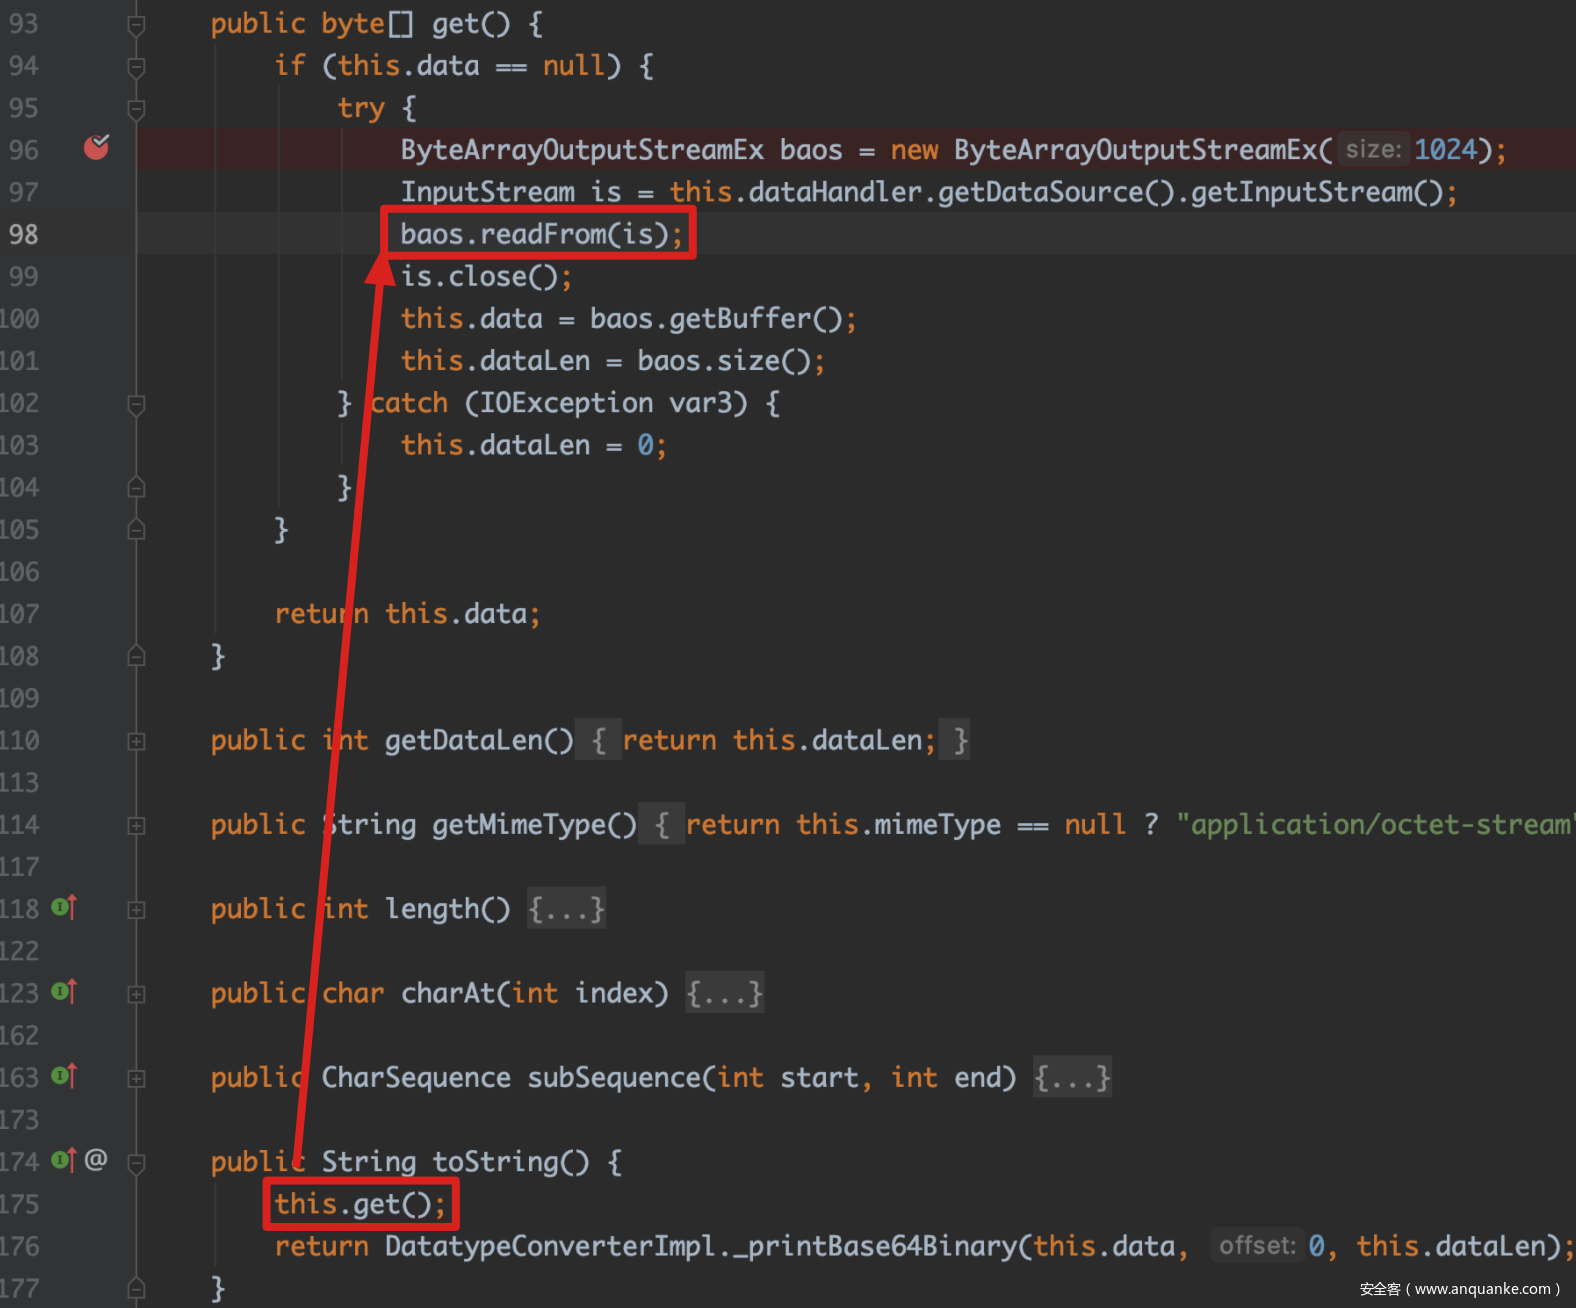 93 public byte[] get() {
94 if (this.data == null) {
95 try {
96 ByteArrayOutputStreamEx baos = new ByteArrayOutputStreamEx( size: 1024);
97 InputStream is = this.dataHandler.getDataSource().getInputStream();
98 baos.readFrom(is);
99 is.close();
100 this.data = baos.getBuffer();
101 this.dataLen = baos.size();
102 } catch (IOException var3) {
103 this.dataLen = 0;
104 }
105 }
106
107 return this.data;
108 }
109
110 public int getDataLen() { return this.dataLen; }
113
114 public String getMimeType() { return this.mimeType == null ? "application/octet-stream"
117
118 public int length() {...}
122
123 public char charAt(int index) {...}
162
163 public CharSequence subSequence(int start, int end) {...}
173
174 @ public String toString() {
175 this.get();
176 return DatatypeConverterImpl._printBase64Binary(this.data, offset: 0, this.dataLen);
177 }
安全客 ( www.anquanke.com )